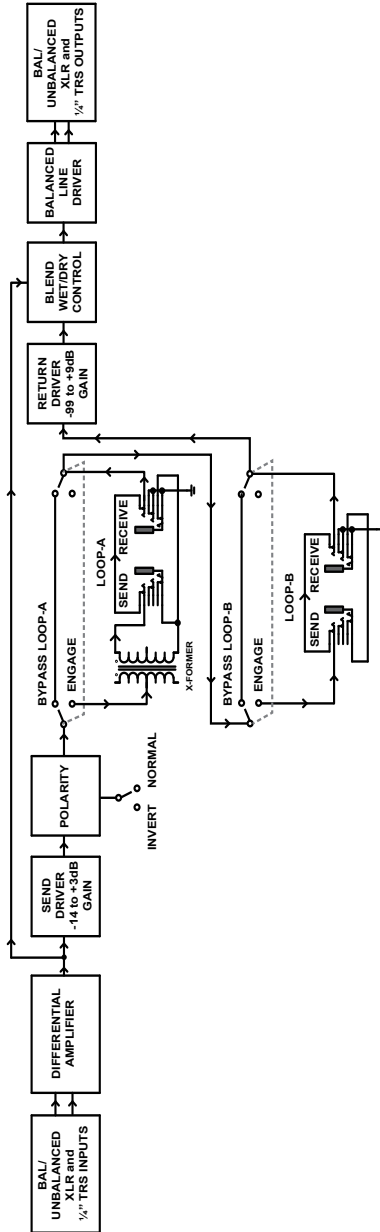 BAL/
UNBALANCED
XLR and
¼" TRS INPUTS
DIFFERENTIAL
AMPLIFIER
SEND
DRIVER
-14 to +3dB
GAIN
POLARITY
INVERT
NORMAL
BYPASS LOOP-A
ENGAGE
X-FORMER
LOOP-A
SEND
RECEIVE
BYPASS LOOP-B
ENGAGE
LOOP-B
SEND
RECEIVE
RETURN
DRIVER
-99 to +9dB
GAIN
BLEND
WET/DRY
CONTROL
BALANCED
LINE
DRIVER
BAL/
UNBALANCED
XLR and
¼" TRS OUTPUTS